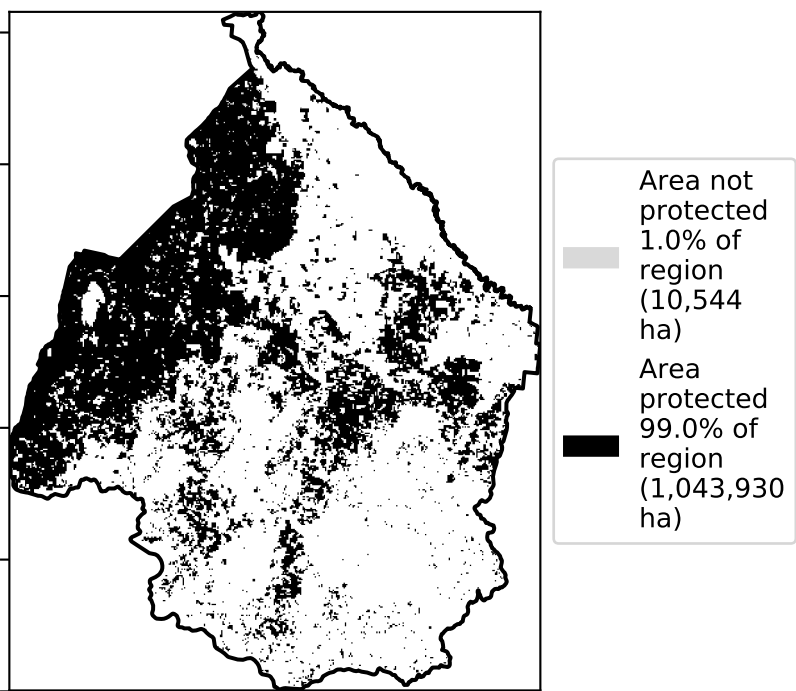 Area not
protected
1.0% of
region
(10,544
ha)
Area
protected
99.0% of
region
(1,043,930
ha)